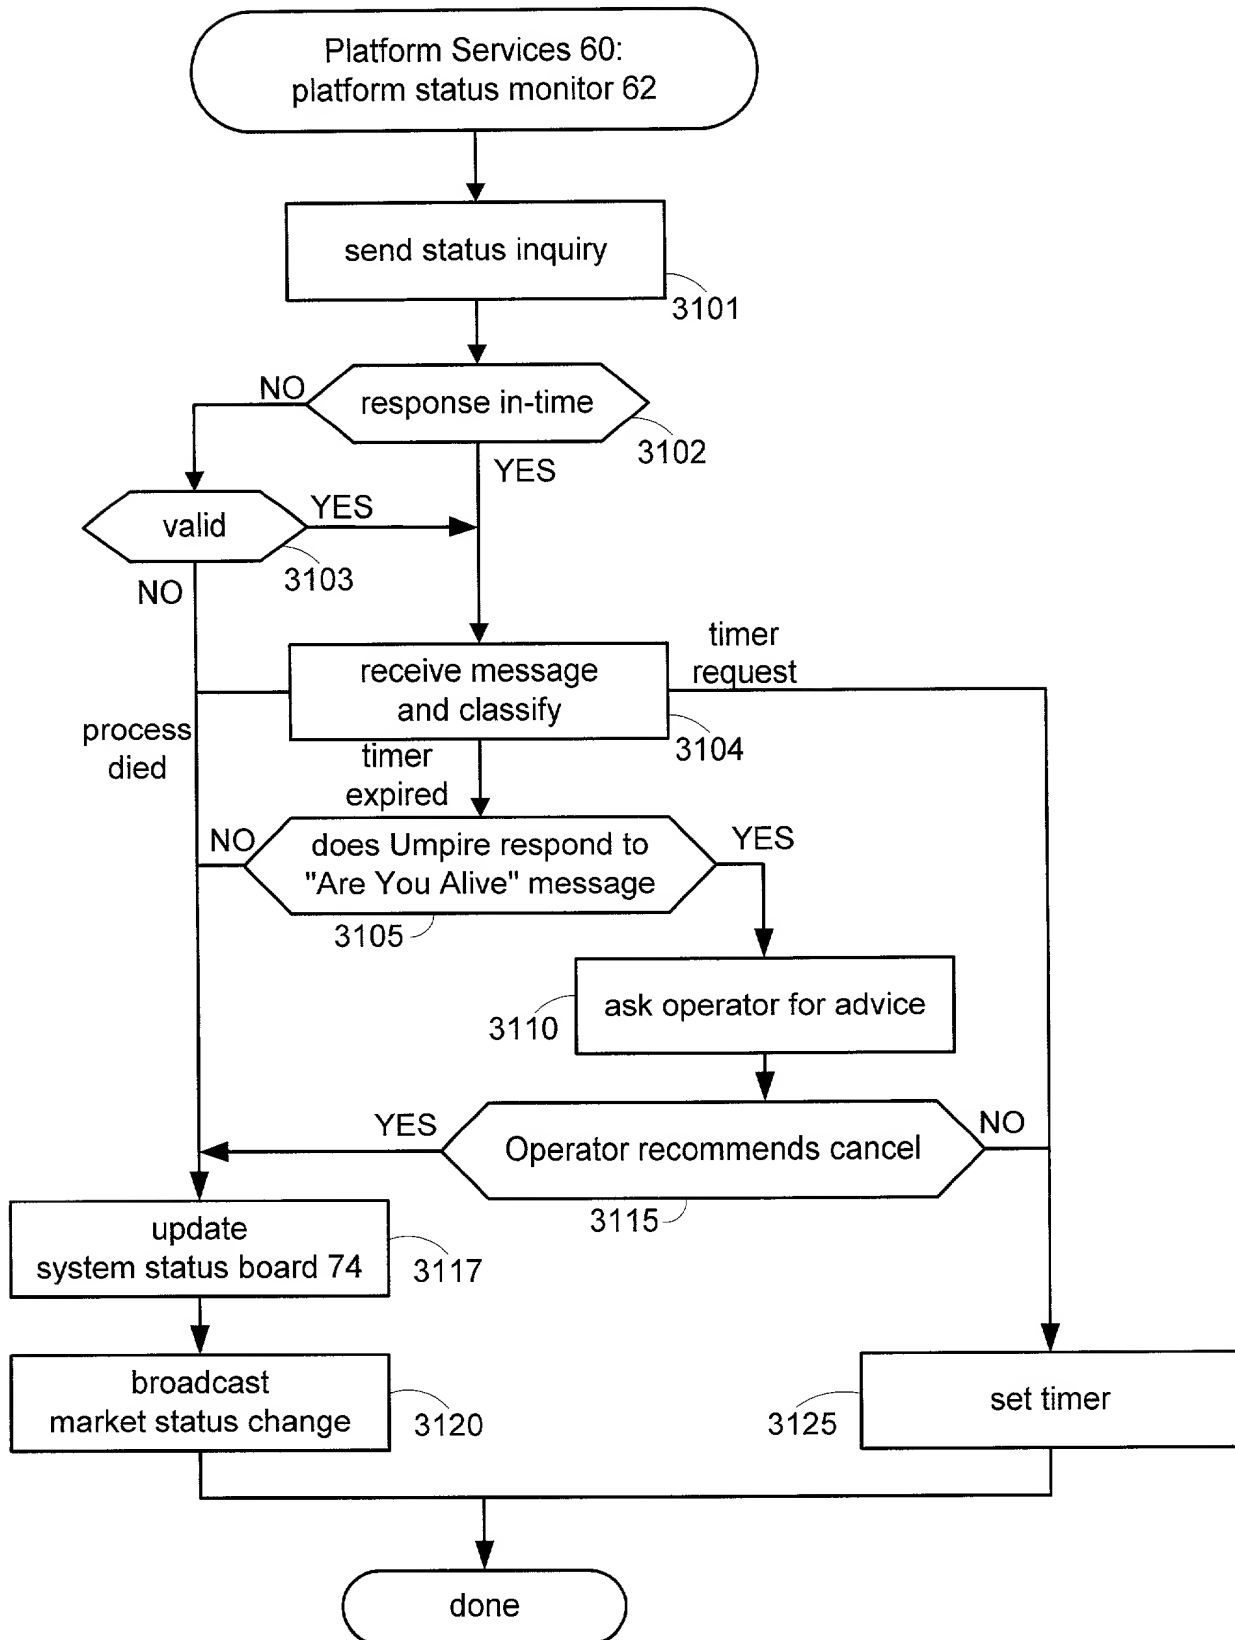 Platform Services 60:
platform status monitor 62
send status inquiry
3101
NO
response in-time
3102
YES
valid
YES
3103
NO
timer
request
receive message
and classify
3104
process
died
timer
expired
NO
does Umpire respond to
"Are You Alive" message
YES
3105
ask operator for advice
3110
YES
Operator recommends cancel
NO
3115
update
system status board 74
3117
broadcast
market status change
3120
set timer
3125
done